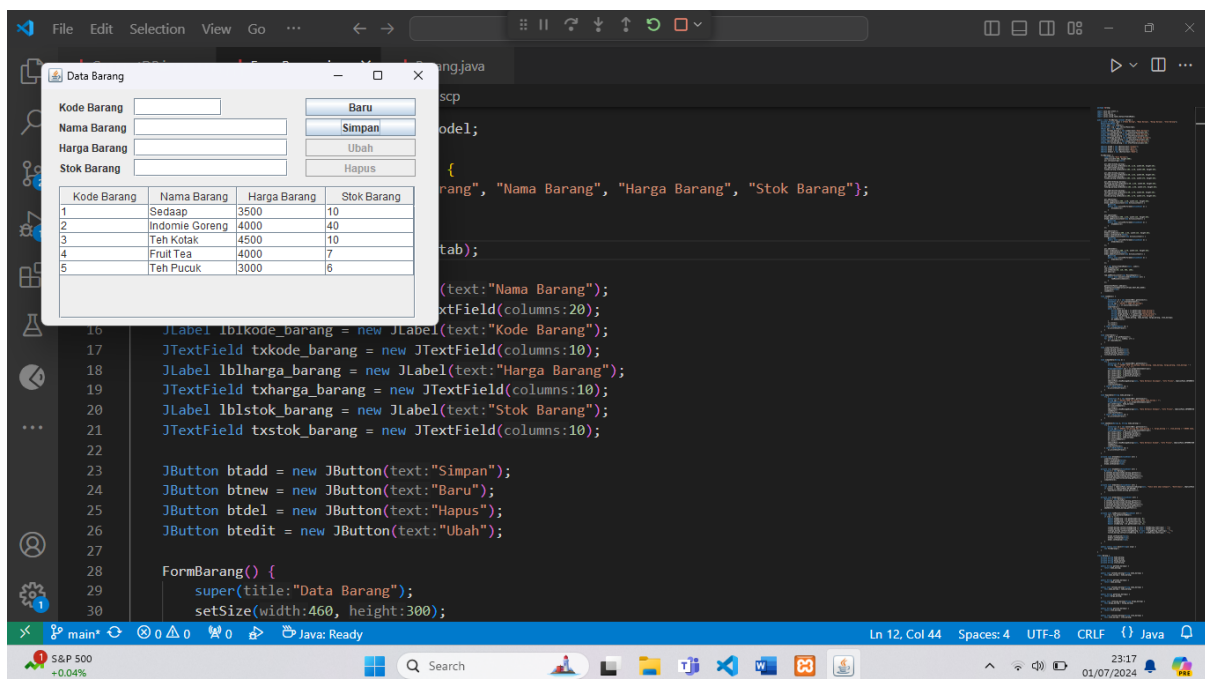 File Edit Selection View Go ···
ang.java
scp
Data Barang
Kode Barang
Nama Barang
Harga Barang
Stok Barang
Baru
Simpan
Ubah
Hapus
Kode Barang Nama Barang Harga Barang Stok Barang
1 Sedaap 3500 10
2 Indomie Goreng 4000 40
3 Teh Kotak 4500 10
4 Fruit Tea 4000 7
5 Teh Pucuk 3000 6
odel;
{
rang", "Nama Barang", "Harga Barang", "Stok Barang"};
tab);
(text:"Nama Barang");
xtField(columns:20);
16 JLabel lblkode_barang = new JLabel(text:"Kode Barang");
17 JTextField txkode_barang = new JTextField(columns:10);
18 JLabel lblharga_barang = new JLabel(text:"Harga Barang");
19 JTextField txharga_barang = new JTextField(columns:10);
20 JLabel lblstok_barang = new JLabel(text:"Stok Barang");
21 JTextField txstok_barang = new JTextField(columns:10);
22
23 JButton btadd = new JButton(text:"Simpan");
24 JButton btnew = new JButton(text:"Baru");
25 JButton btdel = new JButton(text:"Hapus");
26 JButton btedit = new JButton(text:"Ubah");
27
28 FormBarang() {
29 super(title:"Data Barang");
30 setSize(width:460, height:300);
main* 0 0 0 Java: Ready Ln 12, Col 44 Spaces: 4 UTF-8 CRLF {} Java
1 S&P 500
+0.04%
Search
23:17
01/07/2024
PRE